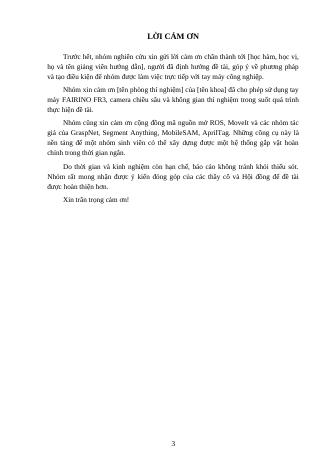 LỜI CẢM ƠN
Trước hết, nhóm nghiên cứu xin gửi lời cảm ơn chân thành tới [học hàm, học vị,
họ và tên giảng viên hướng dẫn], người đã định hướng đề tài, góp ý về phương pháp
và tạo điều kiện để nhóm được làm việc trực tiếp với tay máy công nghiệp.
Nhóm xin cảm ơn [tên phòng thí nghiệm] của [tên khoa] đã cho phép sử dụng tay
máy FAIRINO FR3, camera chiều sâu và không gian thí nghiệm trong suốt quá trình
thực hiện đề tài.
Nhóm cũng xin cảm ơn cộng đồng mã nguồn mở ROS, MoveIt và các nhóm tác
giả của GraspNet, Segment Anything, MobileSAM, AprilTag. Những công cụ này là
nền tảng để một nhóm sinh viên có thể xây dựng được một hệ thống gắp vật hoàn
chỉnh trong thời gian ngắn.
Do thời gian và kinh nghiệm còn hạn chế, báo cáo không tránh khỏi thiếu sót.
Nhóm rất mong nhận được ý kiến đóng góp của các thầy cô và Hội đồng để đề tài
được hoàn thiện hơn.
Xin trân trọng cảm ơn!
3